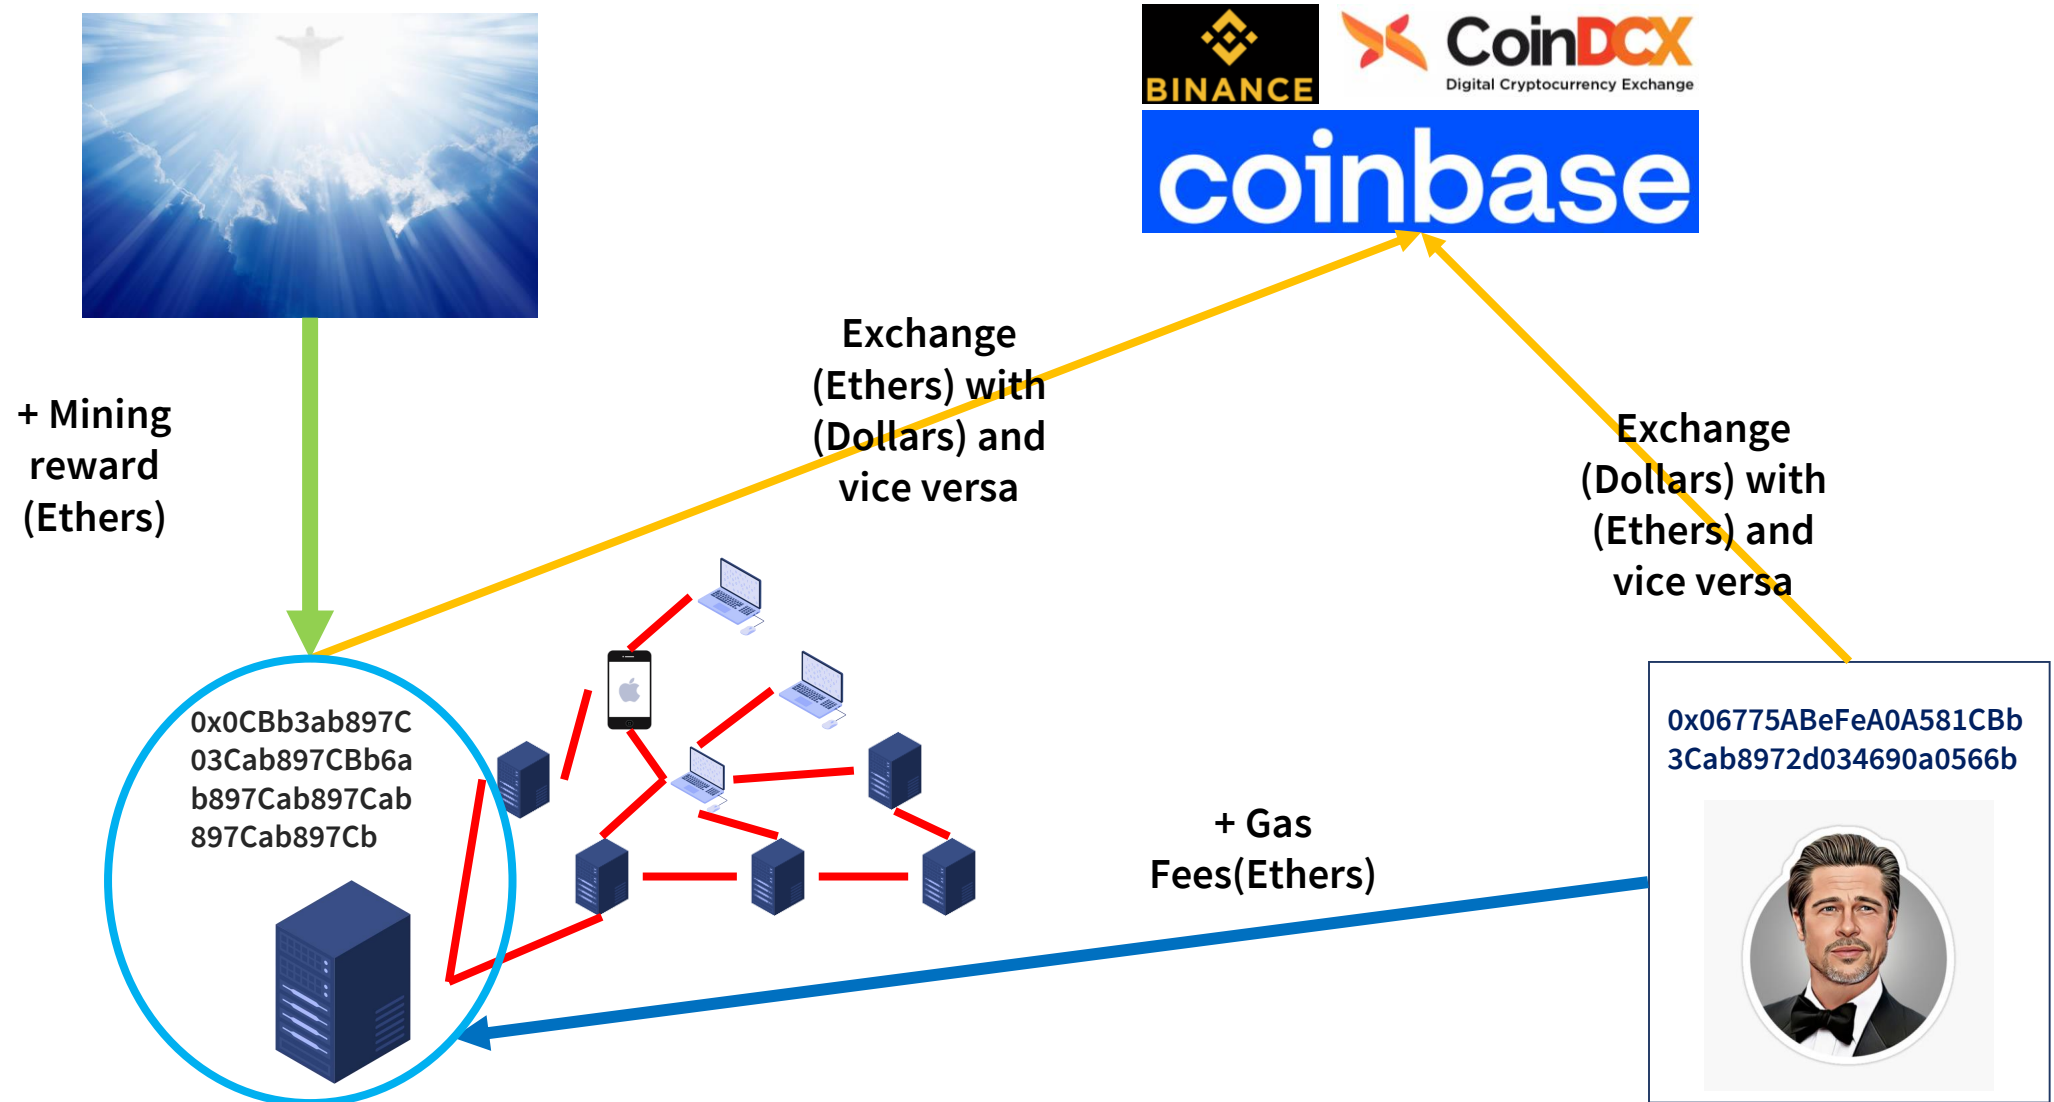 BINANCE
CoinDCX
Digital Cryptocurrency Exchange
coinbase
Exchange
(Ethers) with
(Dollars) and
vice versa
+ Mining
reward
(Ethers)
Exchange
(Dollars) with
(Ethers) and
vice versa
0x0CBb3ab897C
03Cab897CBb6a
b897Cab897Cab
897Cab897Cb
0x06775ABeFeA0A581CBb
3Cab8972d034690a0566b
+ Gas
Fees(Ethers)